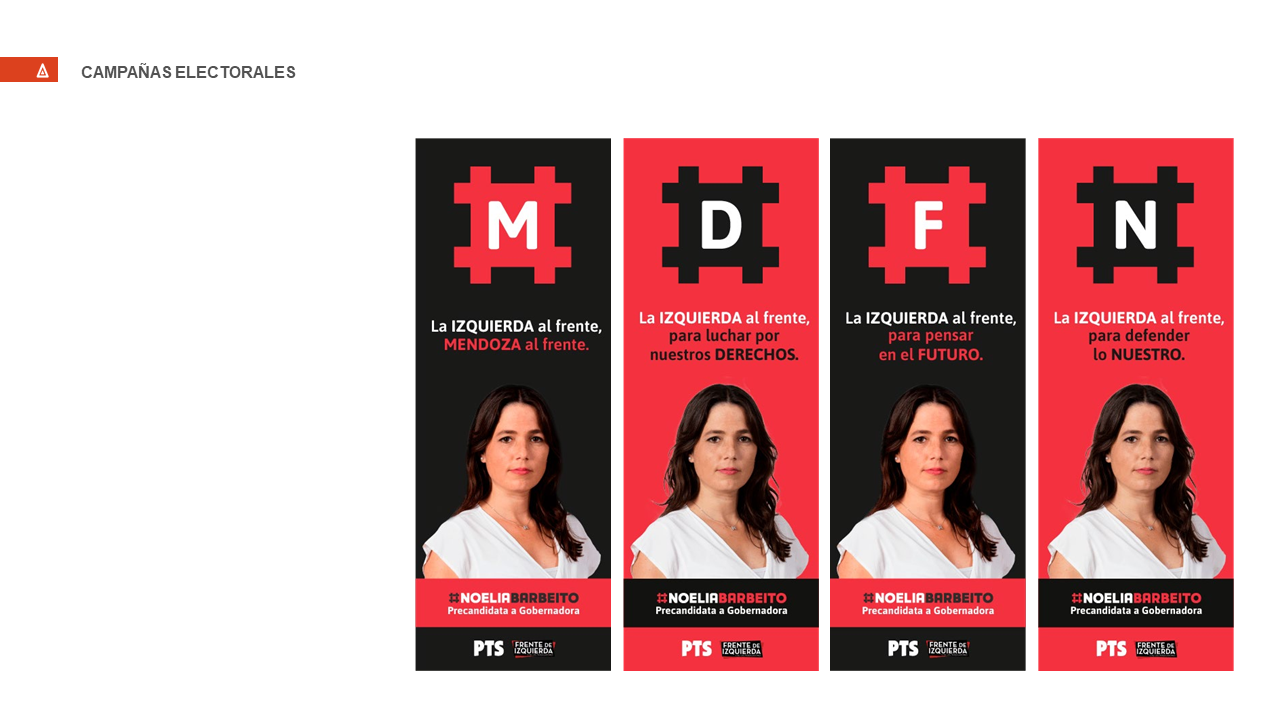 CAMPAÑAS ELECTORALES
M
La IZQUIERDA al frente,
MENDOZA al frente.
#NOELIABARBEITO
Precandidata a Gobernadora
PTS
FRENTE DE
IZQUIERDA
D
La IZQUIERDA al frente,
para luchar por
nuestros DERECHOS.
#NOELIABARBEITO
Precandidata a Gobernadora
PTS
FRENTE DE
IZQUIERDA
F
La IZQUIERDA al frente,
para pensar
en el FUTURO.
#NOELIABARBEITO
Precandidata a Gobernadora
PTS
FRENTE DE
IZQUIERDA
N
La IZQUIERDA al frente,
para defender
lo NUESTRO.
#NOELIABARBEITO
Precandidata a Gobernadora
PTS
FRENTE DE
IZQUIERDA